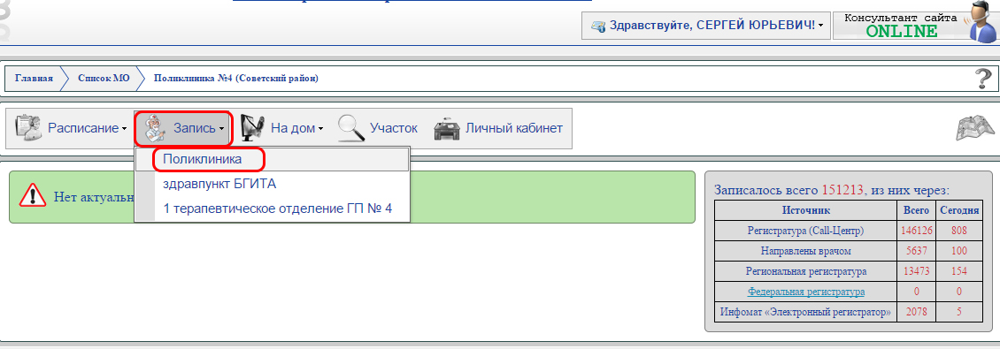 Здравствуйте, СЕРГЕЙ ЮРЬЕВИЧ!
Консультант сайта
ONLINE
Главная Список МО Поликлиника №4 (Советский район)
?
Расписание Запись На дом Участок Личный кабинет
Поликлиника
здравпункт БГИТА
1 терапевтическое отделение ГП № 4
Нет актуальн
Записалось всего 151213, из них через:
Источник Всего Сегодня
Регистратура (Call-Центр) 146126 808
Направлены врачом 5637 100
Региональная регистратура 13473 154
Федеральная регистратура 0 0
Инфомат «Электронный регистратор» 2078 5